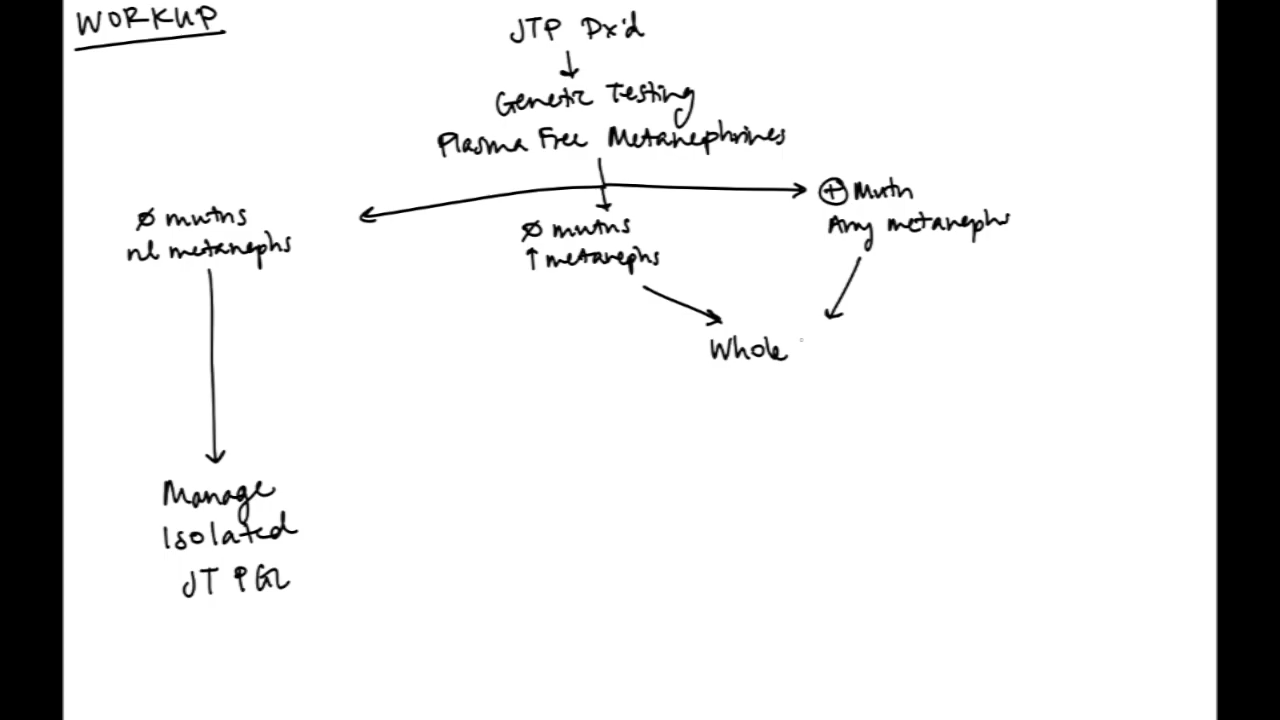 WORKUP
JTP Dx'd
Genetic Testing
Plasma Free Metanephrines
Ø mutns
nl metanephs
Ø mutns
↑ metanephs
⊕ Mutn
Any metanephs
Whole
Manage
Isolated
JT PGL